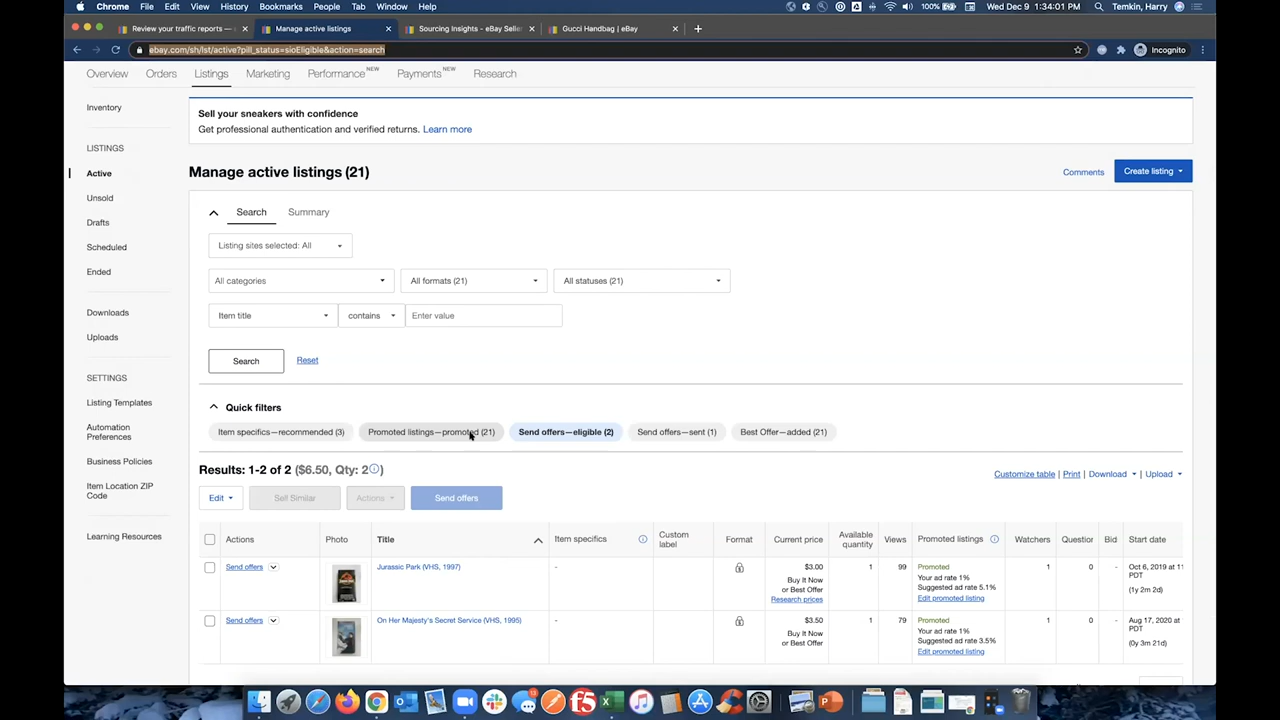 Chrome File Edit View History Bookmarks People Tab Window Help 100% Wed Dec 9 1:34:01 PM Temkin, Harry
Review your traffic reports —
Manage active listings
Sourcing Insights - eBay Selle
Gucci Handbag | eBay
ebay.com/sh/lst/active?pill_status=sioEligible&action=search
Incognito
Overview Orders Listings Marketing Performance NEW Payments NEW Research
Inventory
LISTINGS
Active
Unsold
Drafts
Scheduled
Ended
Downloads
Uploads
SETTINGS
Listing Templates
Automation
Preferences
Business Policies
Item Location ZIP
Code
Learning Resources
Sell your sneakers with confidence
Get professional authentication and verified returns. Learn more
Manage active listings (21)
Comments
Create listing
Search Summary
Listing sites selected: All
All categories All formats (21) All statuses (21)
Item title contains Enter value
Search Reset
Quick filters
Item specifics—recommended (3) Promoted listings—promoted (21) Send offers—eligible (2) Send offers—sent (1) Best Offer—added (21)
Results: 1-2 of 2 ($6.50, Qty: 2)
Customize table | Print | Download Upload
Edit Sell Similar Actions Send offers
Actions Photo Title Item specifics Custom label Format Current price Available quantity Views Promoted listings Watchers Questior Bid Start date
Send offers Jurassic Park (VHS, 1997) - $3.00 1 99 Promoted 1 0 - Oct 6, 2019 at 11
Buy It Now Your ad rate 1% PDT
or Best Offer Suggested ad rate 5.1% (1y 2m 2d)
Research prices Edit promoted listing
Send offers On Her Majesty's Secret Service (VHS, 1995) - $3.50 1 79 Promoted 1 0 - Aug 17, 2020 at
Buy It Now Your ad rate 1% PDT
or Best Offer Suggested ad rate 3.5% (0y 3m 21d)
Edit promoted listing